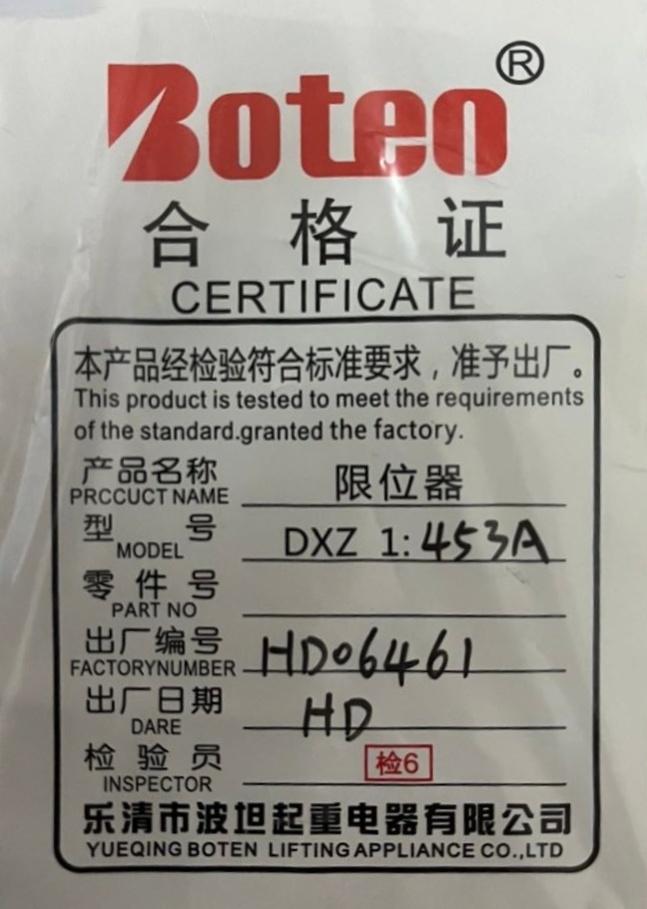 Boten ®
合格证
CERTIFICATE
本产品经检验符合标准要求，准予出厂。
This product is tested to meet the requirements
of the standard.granted the factory.
产品名称 限位器
PRCCUCT NAME
型号 DXZ 1:453A
MODEL
零件号
PART NO
出厂编号 HD06461
FACTORYNUMBER
出厂日期 HD
DARE
检验员 检6
INSPECTOR
乐清市波坦起重电器有限公司
YUEQING BOTEN LIFTING APPLIANCE CO.,LTD